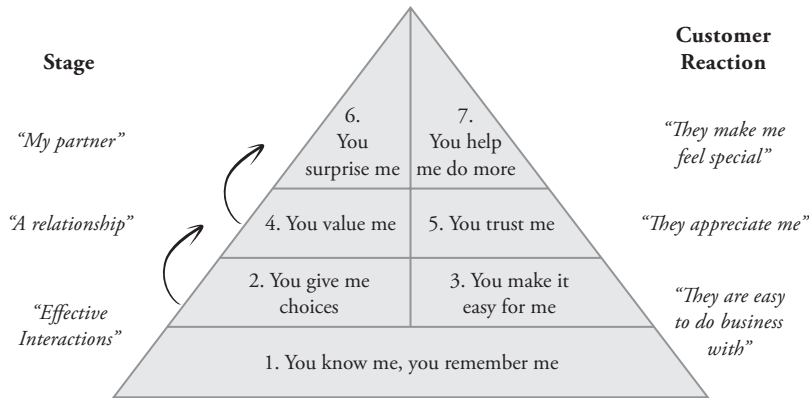 Stage
Customer
Reaction
“My partner”
6.
You
surprise me
7.
You help
me do more
“They make me
feel special”
“A relationship”
4. You value me
5. You trust me
“They appreciate me”
“Effective
Interactions”
2. You give me
choices
3. You make it
easy for me
“They are easy
to do business
with”
1. You know me, you remember me